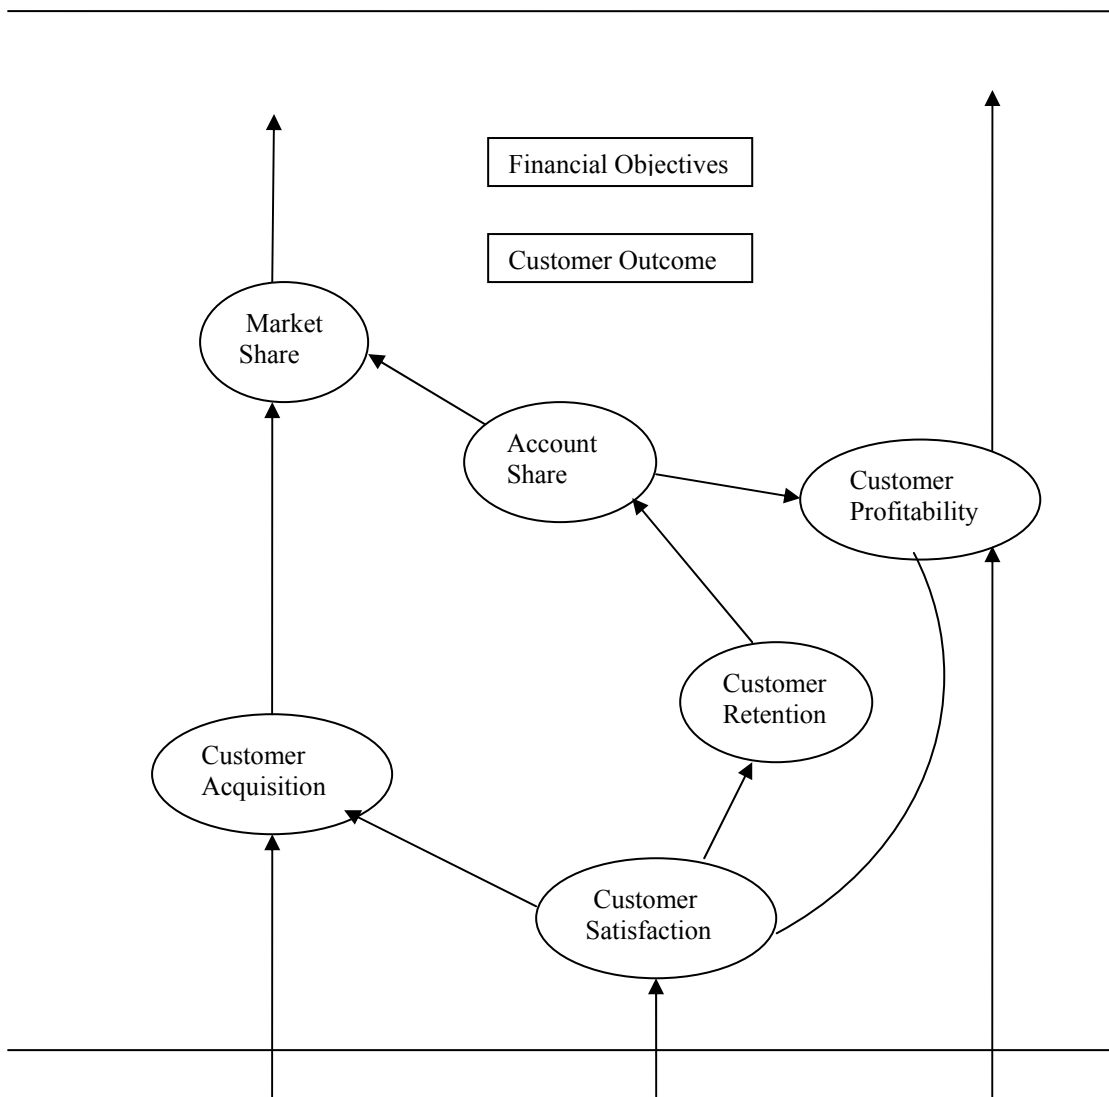 Financial Objectives
Customer Outcome
Market
Share
Account
Share
Customer
Profitability
Customer
Retention
Customer
Acquisition
Customer
Satisfaction